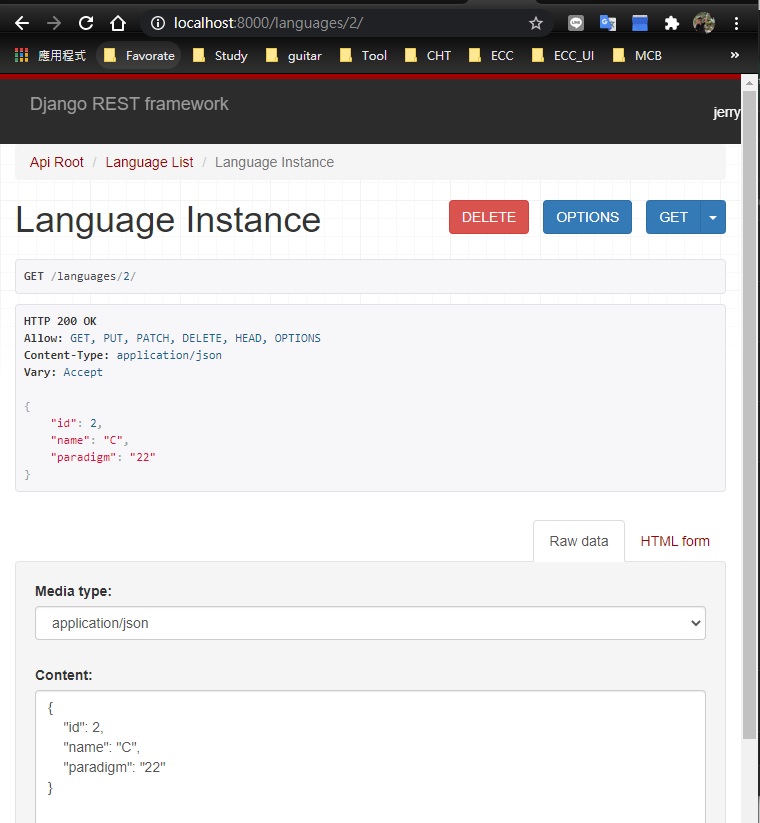 localhost:8000/languages/2/
應用程式 Favorate Study guitar Tool CHT ECC ECC_UI MCB »
Django REST framework
jerry
Api Root / Language List / Language Instance
Language Instance DELETE OPTIONS GET
GET /languages/2/
HTTP 200 OK
Allow: GET, PUT, PATCH, DELETE, HEAD, OPTIONS
Content-Type: application/json
Vary: Accept
{
"id": 2,
"name": "C",
"paradigm": "22"
}
Raw data HTML form
Media type:
application/json
Content:
{
"id": 2,
"name": "C",
"paradigm": "22"
}